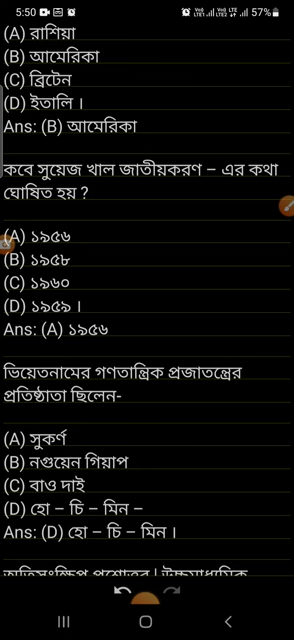 5:50
57%
(A) রাশিয়া
(B) আমেরিকা
(C) ব্রিটেন
(D) ইতালি ।
Ans: (B) আমেরিকা
কবে সুয়েজ খাল জাতীয়করণ – এর কথা
ঘোষিত হয় ?
(A) ১৯৫৬
(B) ১৯৫৮
(C) ১৯৬০
(D) ১৯৫৯ ।
Ans: (A) ১৯৫৬
ভিয়েতনামের গণতান্ত্রিক প্রজাতন্ত্রের
প্রতিষ্ঠাতা ছিলেন-
(A) সুকর্ণ
(B) নগুয়েন গিয়াপ
(C) বাও দাই
(D) হো – চি – মিন –
Ans: (D) হো – চি – মিন ।